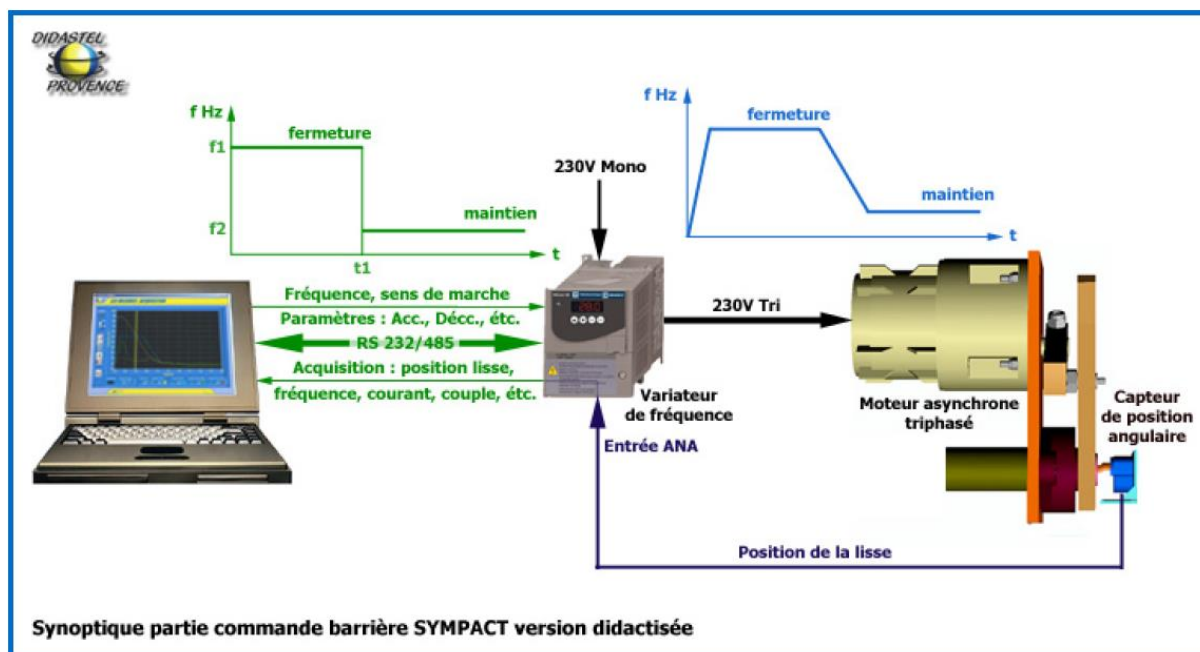 DIDASTEL
PROVENCE
f Hz
f1
fermeture
f2
maintien
t1
t
230V Mono
f Hz
fermeture
maintien
t
Fréquence, sens de marche
Paramètres : Acc., Décc., étc.
RS 232/485
Acquisition : position lisse,
fréquence, courant, couple, étc.
230V Tri
Variateur
de fréquence
Moteur asynchrone
triphasé
Capteur
de position
angulaire
Entrée ANA
Position de la lisse
Synoptique partie commande barrière SYMPACT version didactisée